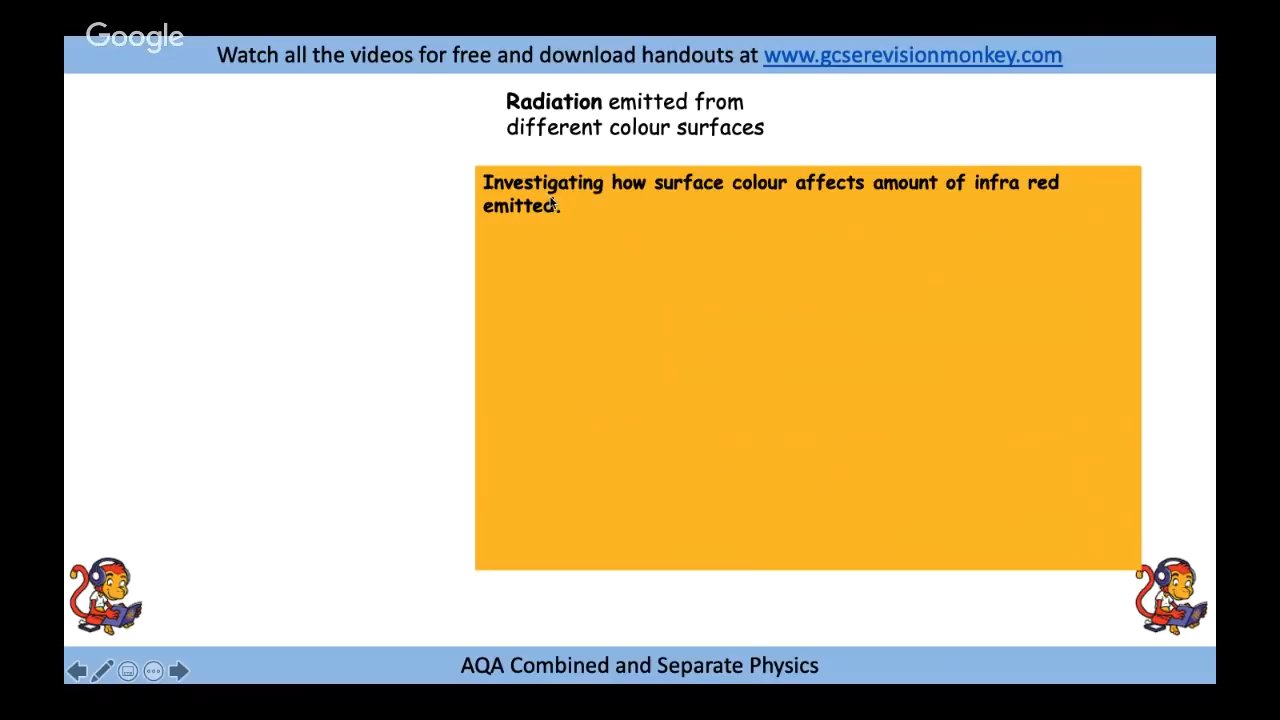 Google
Watch all the videos for free and download handouts at www.gcserevisionmonkey.com
Radiation emitted from
different colour surfaces
Investigating how surface colour affects amount of infra red
emitted.
AQA Combined and Separate Physics